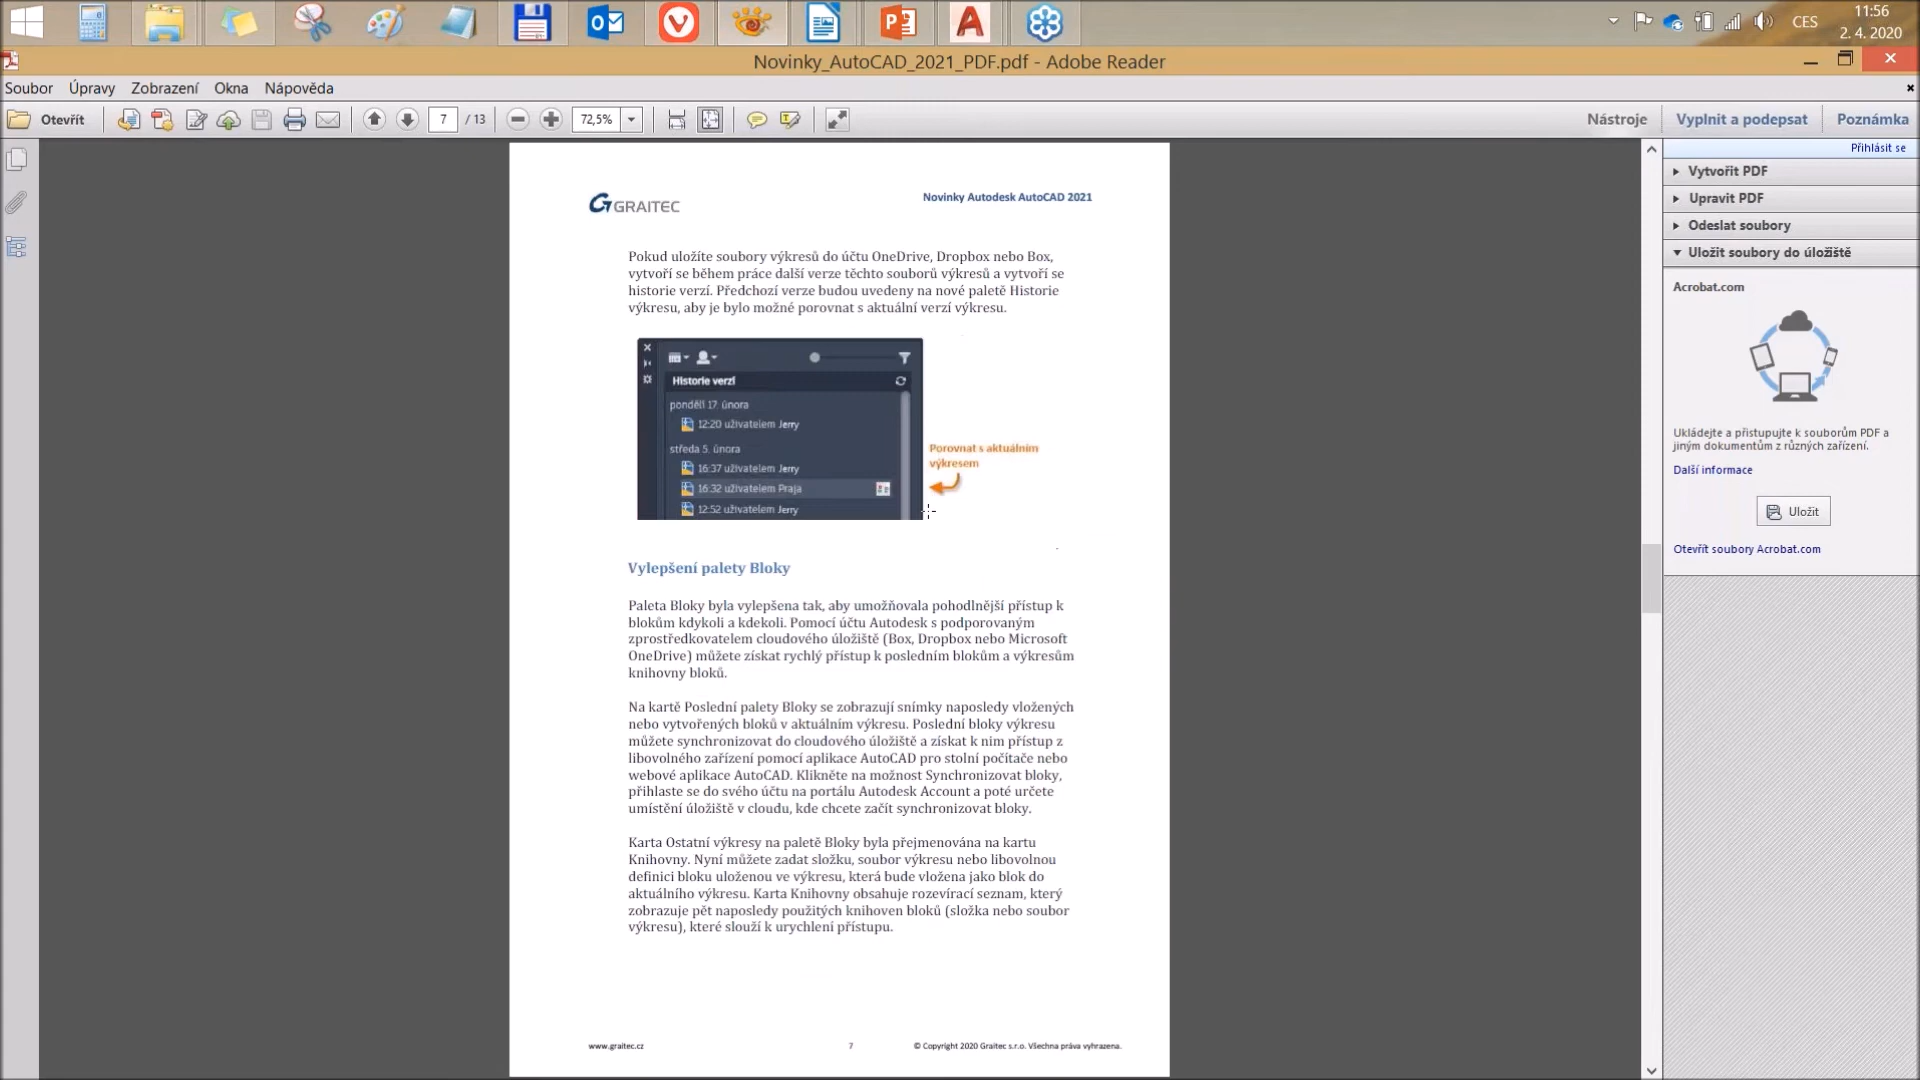 CES
11:56
2. 4. 2020
Novinky_AutoCAD_2021_PDF.pdf - Adobe Reader
Soubor Úpravy Zobrazení Okna Nápověda
Otevřít 7 / 13 72,5% Nástroje Vyplnit a podepsat Poznámka
Přihlásit se
Vytvořit PDF
Upravit PDF
Odeslat soubory
Uložit soubory do úložiště
Acrobat.com
Ukládejte a přistupujte k souborům PDF a
jiným dokumentům z různých zařízení.
Další informace
Uložit
Otevřít soubory Acrobat.com
GRAITEC
Novinky Autodesk AutoCAD 2021
Pokud uložíte soubory výkresů do účtu OneDrive, Dropbox nebo Box,
vytvoří se během práce další verze těchto souborů výkresů a vytvoří se
historie verzí. Předchozí verze budou uvedeny na nové paletě Historie
výkresu, aby je bylo možné porovnat s aktuální verzí výkresu.
Historie verzí
pondělí 17. února
12:20 uživatelem Jerry
středa 5. února
16:37 uživatelem Jerry
16:32 uživatelem Praja
12:52 uživatelem Jerry
Porovnat s aktuálním
výkresem
Vylepšení palety Bloky
Paleta Bloky byla vylepšena tak, aby umožňovala pohodlnější přístup k
blokům kdykoli a kdekoli. Pomocí účtu Autodesk s podporovaným
zprostředkovatelem cloudového úložiště (Box, Dropbox nebo Microsoft
OneDrive) můžete získat rychlý přístup k posledním blokům a výkresům
knihovny bloků.
Na kartě Poslední palety Bloky se zobrazují snímky naposledy vložených
nebo vytvořených bloků v aktuálním výkresu. Poslední bloky výkresu
můžete synchronizovat do cloudového úložiště a získat k nim přístup z
libovolného zařízení pomocí aplikace AutoCAD pro stolní počítače nebo
webové aplikace AutoCAD. Klikněte na možnost Synchronizovat bloky,
přihlaste se do svého účtu na portálu Autodesk Account a poté určete
umístění úložiště v cloudu, kde chcete začít synchronizovat bloky.
Karta Ostatní výkresy na paletě Bloky byla přejmenována na kartu
Knihovny. Nyní můžete zadat složku, soubor výkresu nebo libovolnou
definici bloku uloženou ve výkresu, která bude vložena jako blok do
aktuálního výkresu. Karta Knihovny obsahuje rozevírací seznam, který
zobrazuje pět naposledy použitých knihoven bloků (složka nebo soubor
výkresu), které slouží k urychlení přístupu.
www.graitec.cz 7 © Copyright 2020 Graitec s.r.o. Všechna práva vyhrazena.